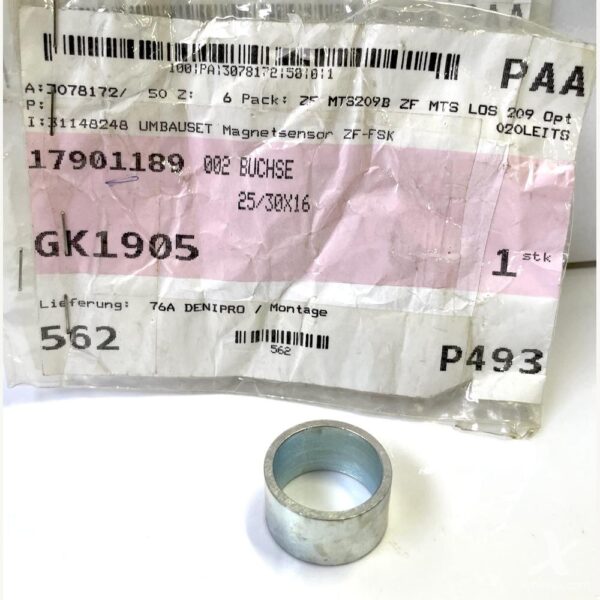 100|PA|3078172|50|0|1
PAA
A:3078172/ 50 Z: 6 Pack: ZF MTS209B ZF MTS LOS 209 Opt
P: 020LEITS
I:31148248 UMBAUSET Magnetsensor ZF-FSK
17901189 002 BUCHSE
25/30X16
GK1905 1 stk
Lieferung: 76A DENIPRO / Montage
562 562 P493